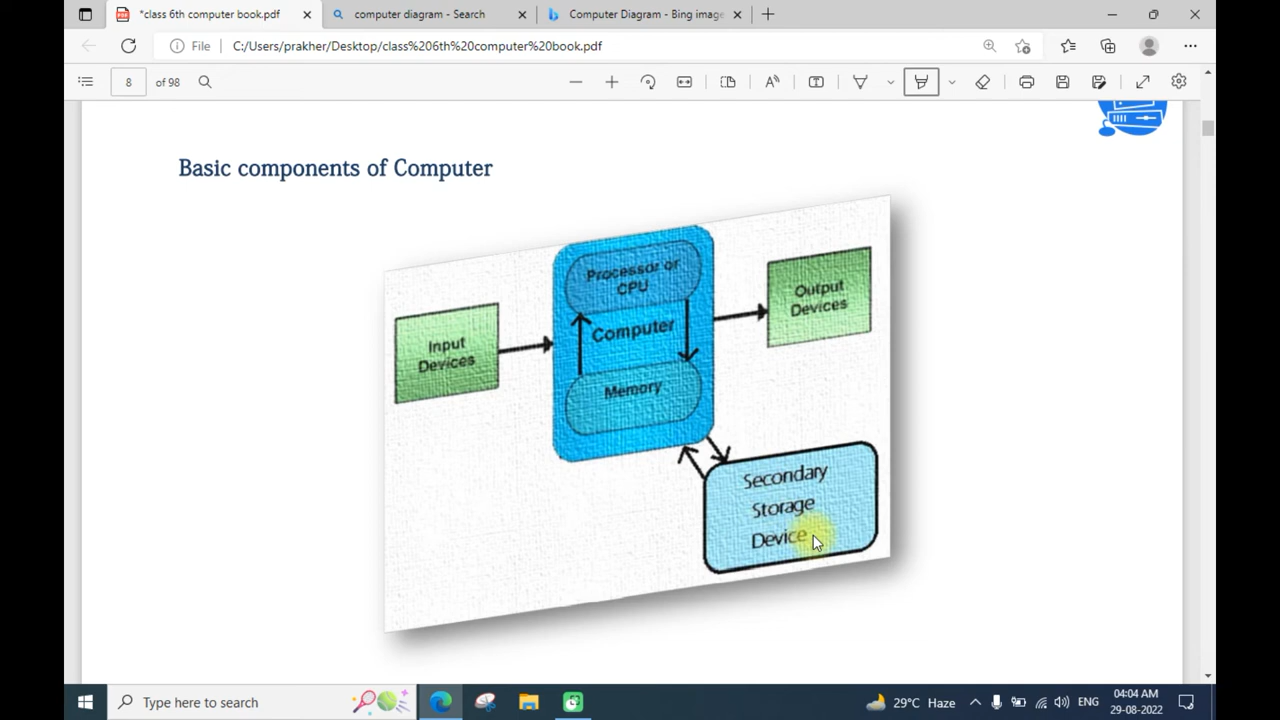 *class 6th computer book.pdf
computer diagram - Search
Computer Diagram - Bing image
File
C:/Users/prakher/Desktop/class%206th%20computer%20book.pdf
8 of 98
Basic components of Computer
Input
Devices
Processor or
CPU
Computer
Memory
Output
Devices
Secondary
Storage
Device
Type here to search
29°C Haze
ENG
04:04 AM
29-08-2022